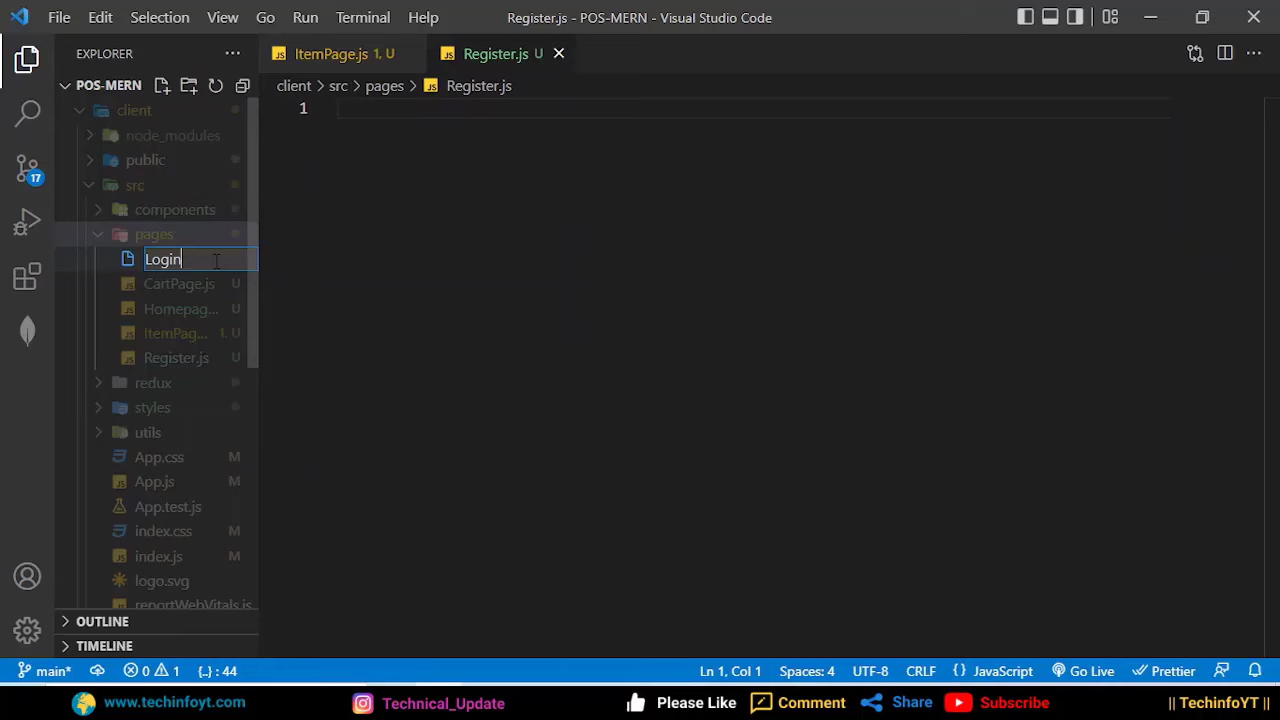 File Edit Selection View Go Run Terminal Help Register.js - POS-MERN - Visual Studio Code
EXPLORER
ItemPage.js 1, U
Register.js U
POS-MERN
client > src > pages > Register.js
client
1
node_modules
public
src
components
pages
Login
CartPage.js U
Homepag... U
ItemPag... 1, U
Register.js U
redux
styles
utils
App.css M
App.js M
App.test.js
index.css M
index.js M
logo.svg
reportWebVitals.js
OUTLINE
TIMELINE
17
main* 0 1 {..} : 44 Ln 1, Col 1 Spaces: 4 UTF-8 CRLF {} JavaScript Go Live Prettier
www.techinfoyt.com Technical_Update Please Like Comment Share Subscribe || TechinfoYT ||